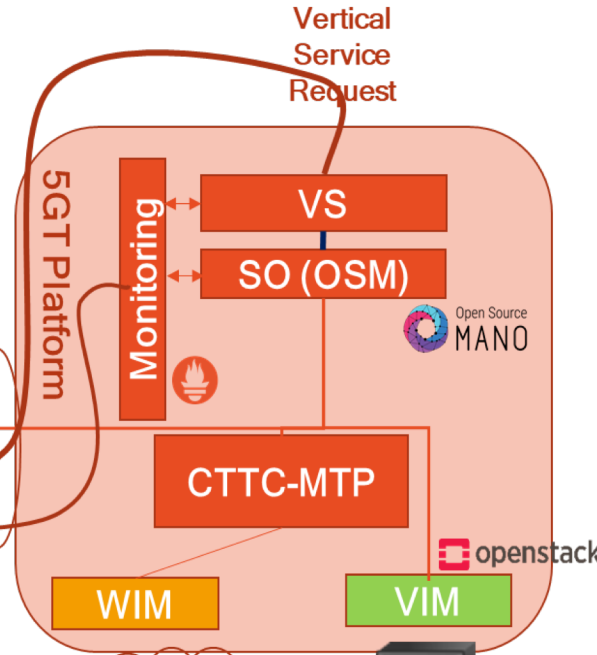 Vertical
Service
Request
5GT Platform
Monitoring
VS
SO (OSM)
Open Source
MANO
CTTC-MTP
openstack
WIM
VIM